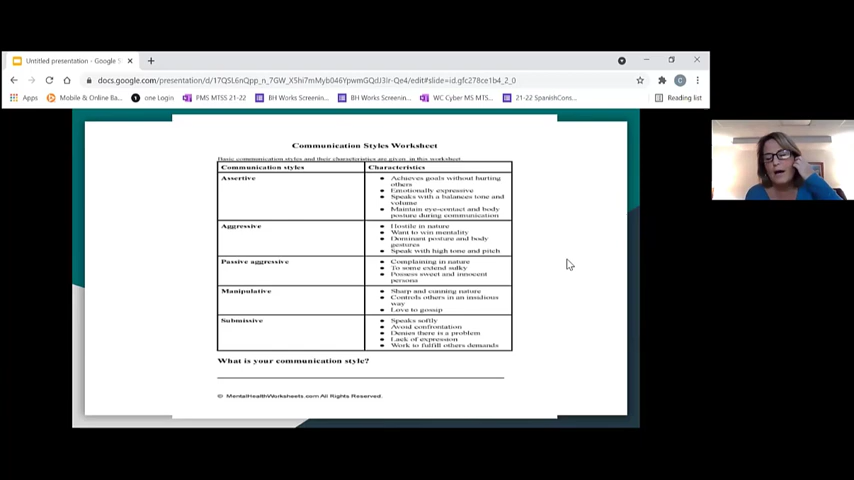 Untitled presentation - Google S
docs.google.com/presentation/d/17QSL6nQpp_n_7GW_X5hi7mMyb046YpwmGQdJ3Ir-Qe4/edit#slide=id.gfc278ce1b4_2_0
Apps Mobile & Online Ba... one Login PMS MTSS 21-22 BH Works Screenin... BH Works Screenin... WC Cyber MS MTS... 21-22 SpanishCons... Reading list
Communication Styles Worksheet
Basic communication styles and their characteristics are given, in this worksheet
Communication styles Characteristics
Assertive
Achieves goals without hurting
others
Emotionally expressive
Speaks with a balances tone and
volume
Maintain eye-contact and body
posture during communication
Aggressive
Hostile in nature
Want to win mentality
Dominant posture and body
gestures
Speak with high tone and pitch
Passive aggressive
Complaining in nature
To some extend sulky
Possess sweet and innocent
persona
Manipulative
Sharp and cunning nature
Controls others in an insidious
way
Love to gossip
Submissive
Speaks softly
Avoid confrontation
Denies there is a problem
Lack of expression
Work to fulfill others demands
What is your communication style?
© MentalHealthWorksheets.com All Rights Reserved.